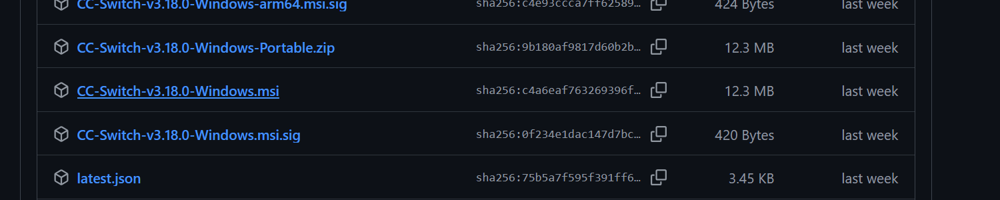 CC-Switch-v3.18.0-Windows-arm64.msi.sig sha256:c4e93ccca7ff62589… 424 Bytes last week
CC-Switch-v3.18.0-Windows-Portable.zip sha256:9b180af9817d60b2b… 12.3 MB last week
CC-Switch-v3.18.0-Windows.msi sha256:c4a6eaf763269396f… 12.3 MB last week
CC-Switch-v3.18.0-Windows.msi.sig sha256:0f234e1dac147d7bc… 420 Bytes last week
latest.json sha256:75b5a7f595f391ff6… 3.45 KB last week